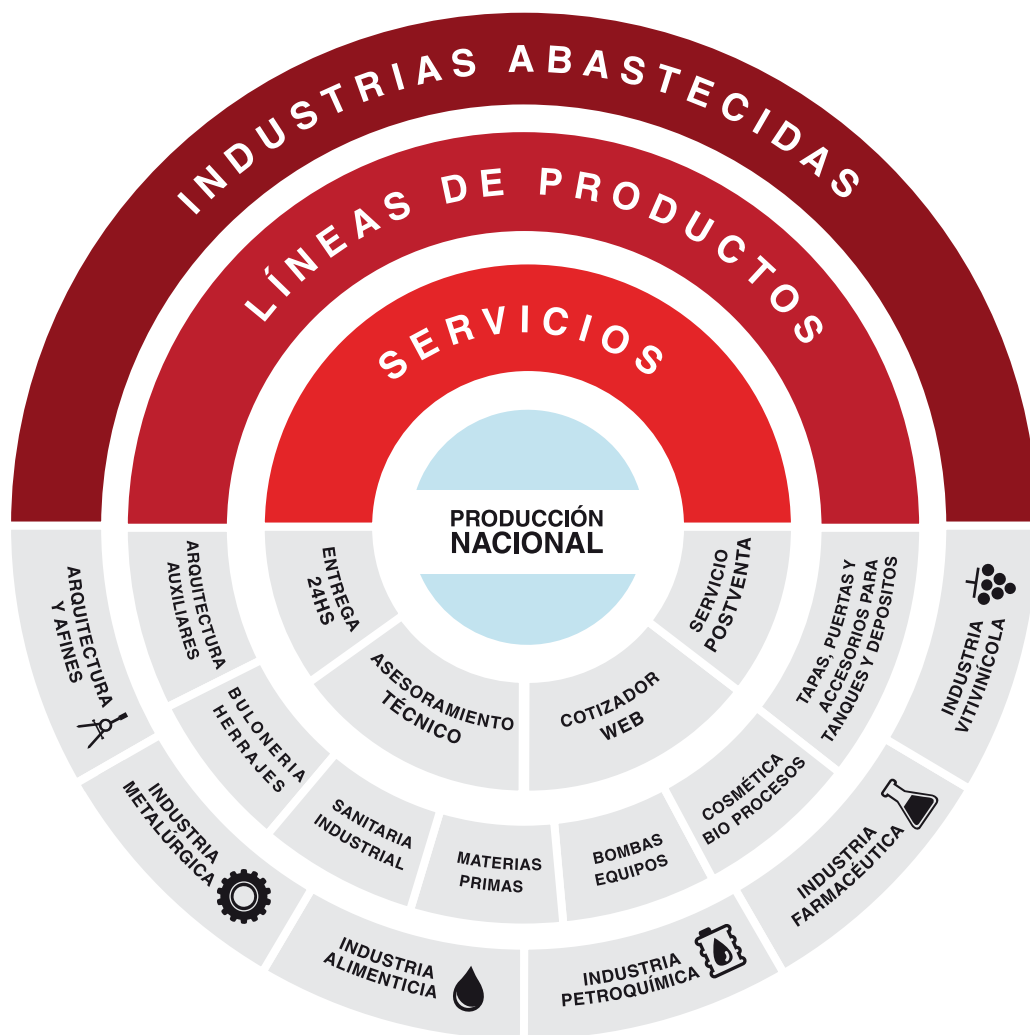 INDUSTRIAS ABASTECIDAS
LÍNEAS DE PRODUCTOS
SERVICIOS
PRODUCCIÓN
NACIONAL
ENTREGA
24HS
ASESORAMIENTO
TÉCNICO
COTIZADOR
WEB
SERVICIO
POSTVENTA
ARQUITECTURA
AUXILIARES
BULONERIA
HERRAJES
SANITARIA
INDUSTRIAL
MATERIAS
PRIMAS
BOMBAS
EQUIPOS
COSMÉTICA
BIO PROCESOS
TAPAS, PUERTAS Y
ACCESORIOS PARA
TANQUES Y DEPOSITOS
ARQUITECTURA
Y AFINES
INDUSTRIA
METALÚRGICA
INDUSTRIA
ALIMENTICIA
INDUSTRIA
PETROQUÍMICA
INDUSTRIA
FARMACÉUTICA
INDUSTRIA
VITIVINÍCOLA